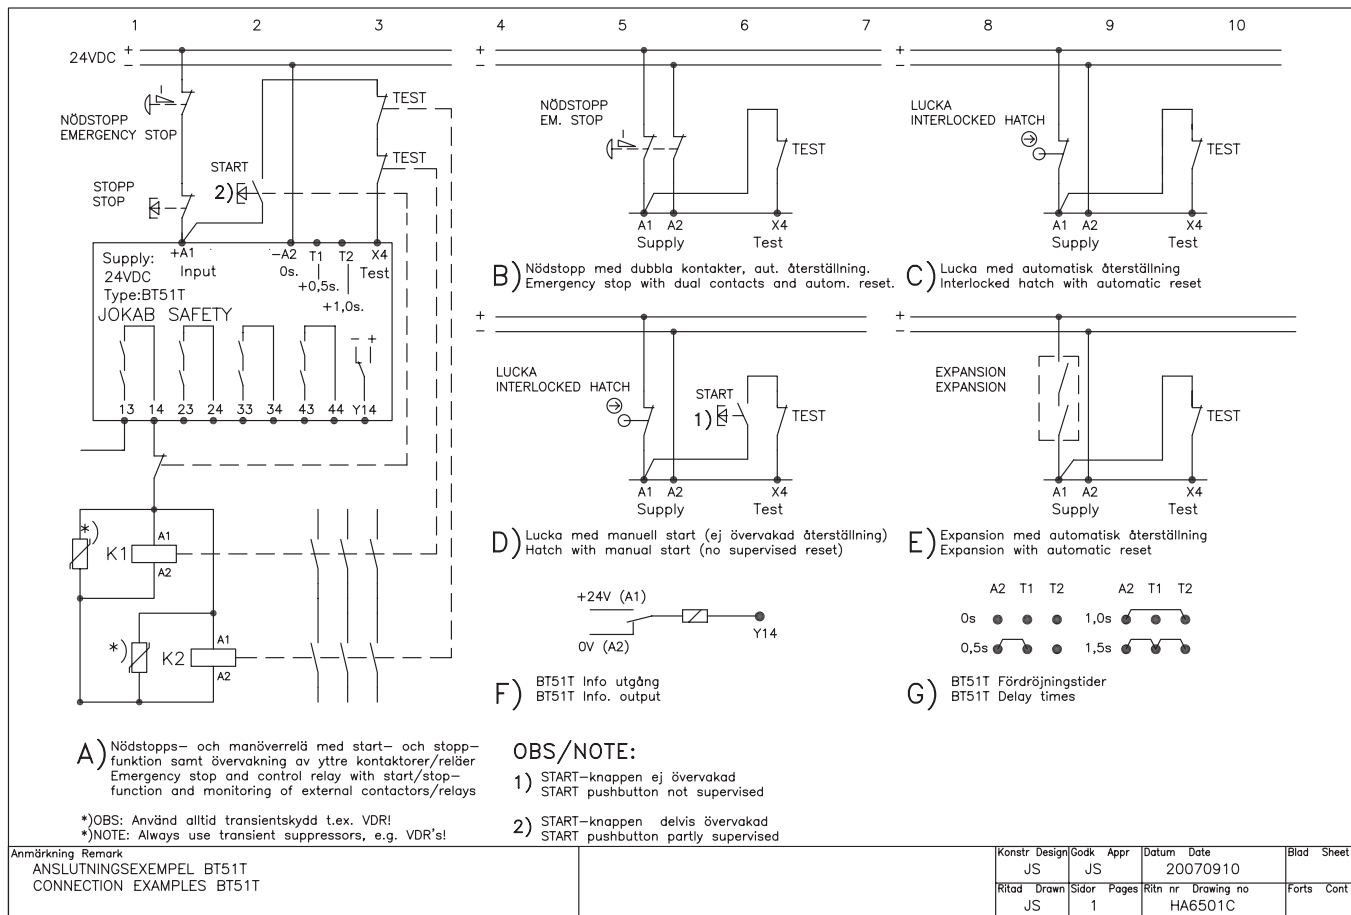 1 2 3 4 5 6 7 8 9 10
24VDC + −
NÖDSTOPP
EMERGENCY STOP
STOPP
STOP
START
2)
TEST
TEST
+A1 −A2 T1 T2 X4
Input 0s. Test
+0,5s.
+1,0s.
Supply:
24VDC
Type:BT51T
JOKAB SAFETY
− +
13 14 23 24 33 34 43 44 Y14
*) K1 A1
A2
*) K2 A1
A2
A) Nödstopps− och manöverrelä med start− och stopp−
funktion samt övervakning av yttre kontaktorer/reläer
Emergency stop and control relay with start/stop−
function and monitoring of external contactors/relays
*)OBS: Använd alltid transientskydd t.ex. VDR!
*)NOTE: Always use transient suppressors, e.g. VDR's!
+
−
NÖDSTOPP
EM. STOP
TEST
A1 A2 X4
Supply Test
B) Nödstopp med dubbla kontakter, aut. återställning.
Emergency stop with dual contacts and autom. reset.
+
−
LUCKA
INTERLOCKED HATCH
TEST
A1 A2 X4
Supply Test
C) Lucka med automatisk återställning
Interlocked hatch with automatic reset
+
−
LUCKA
INTERLOCKED HATCH
START
1)
TEST
A1 A2 X4
Supply Test
D) Lucka med manuell start (ej övervakad återställning)
Hatch with manual start (no supervised reset)
+
−
EXPANSION
EXPANSION
TEST
A1 A2 X4
Supply Test
E) Expansion med automatisk återställning
Expansion with automatic reset
+24V (A1)
0V (A2)
Y14
F) BT51T Info utgång
BT51T Info. output
A2 T1 T2 A2 T1 T2
0s 1,0s
0,5s 1,5s
G) BT51T Fördröjningstider
BT51T Delay times
OBS/NOTE:
1) START−knappen ej övervakad
START pushbutton not supervised
2) START−knappen delvis övervakad
START pushbutton partly supervised
Anmärkning Remark
ANSLUTNINGSEXEMPEL BT51T
CONNECTION EXAMPLES BT51T
Konstr Design Godk Appr Datum Date Blad Sheet
JS JS 20070910
Ritad Drawn Sidor Pages Ritn nr Drawing no Forts Cont
JS 1 HA6501C